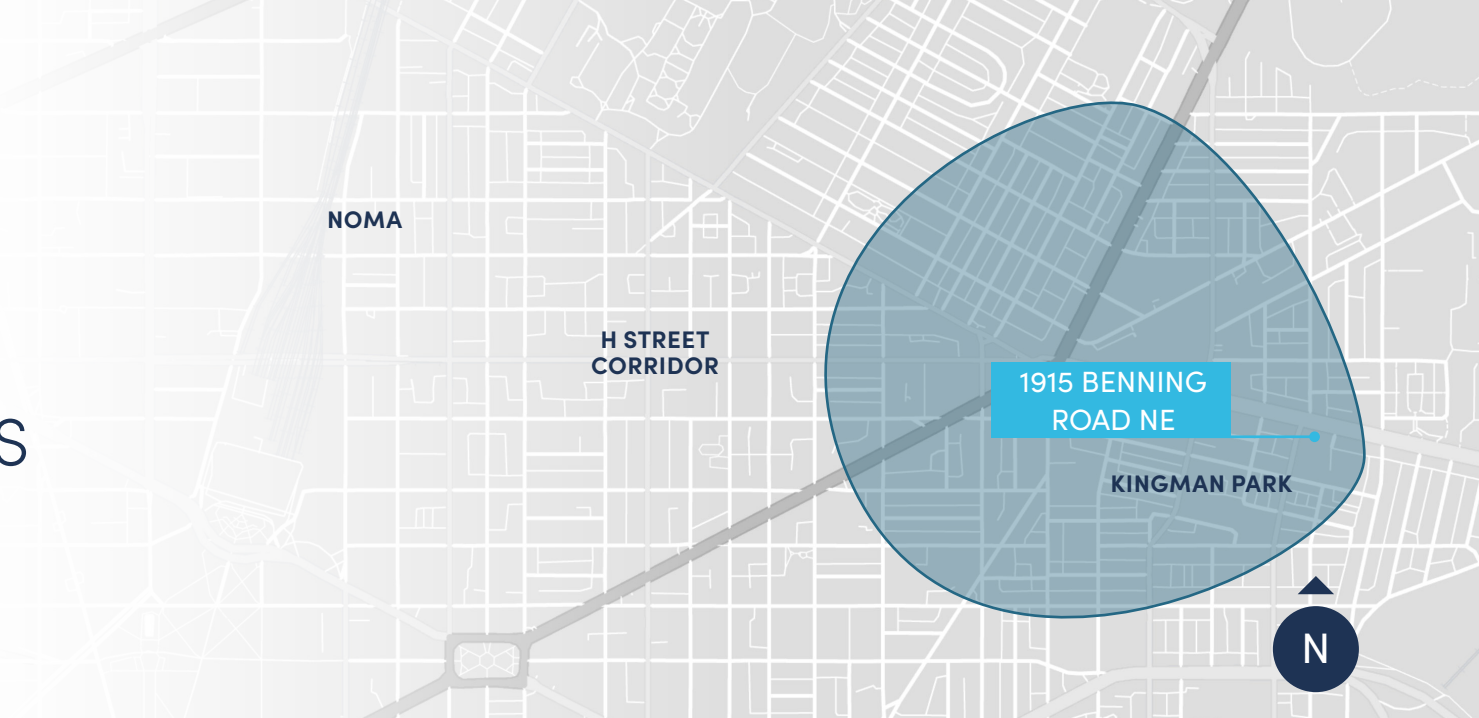 NOMA
H STREET
CORRIDOR
1915 BENNING
ROAD NE
S
KINGMAN PARK
N